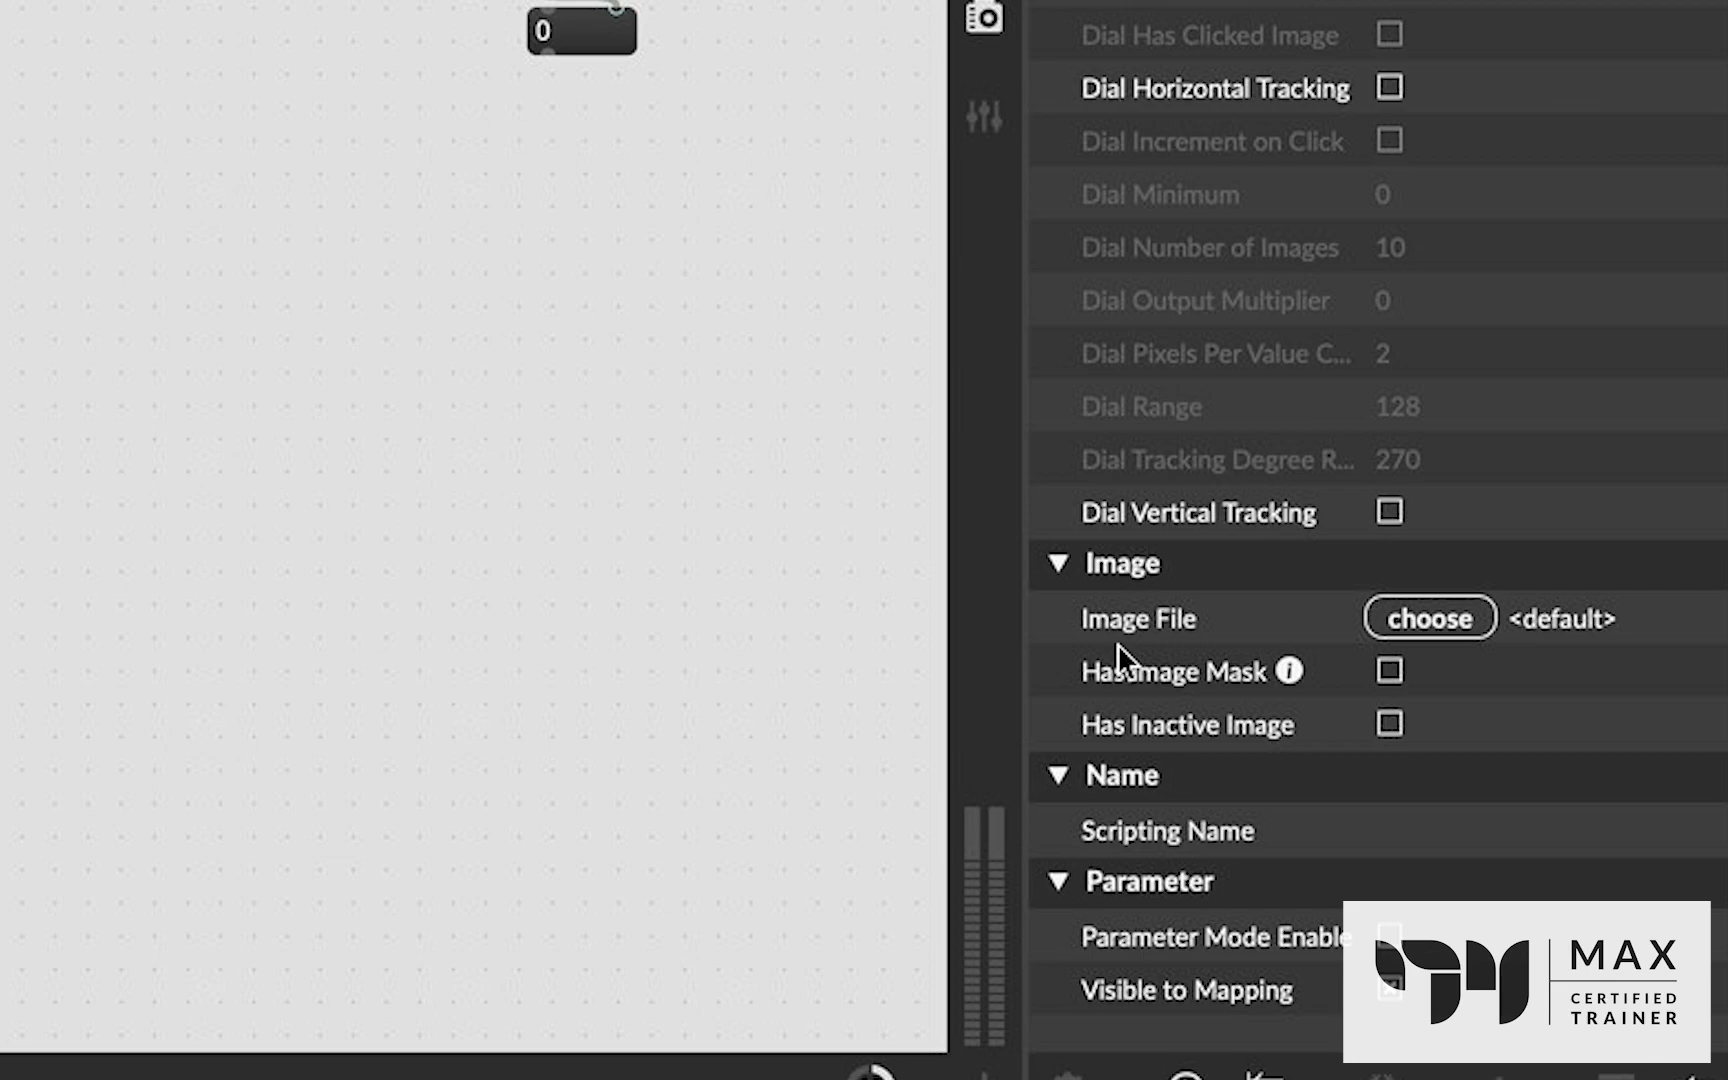 0
Dial Has Clicked Image
Dial Horizontal Tracking
Dial Increment on Click
Dial Minimum 0
Dial Number of Images 10
Dial Output Multiplier 0
Dial Pixels Per Value C... 2
Dial Range 128
Dial Tracking Degree R... 270
Dial Vertical Tracking
Image
Image File choose <default>
Has Image Mask i
Has Inactive Image
Name
Scripting Name
Parameter
Parameter Mode Enable
Visible to Mapping
MAX
CERTIFIED
TRAINER